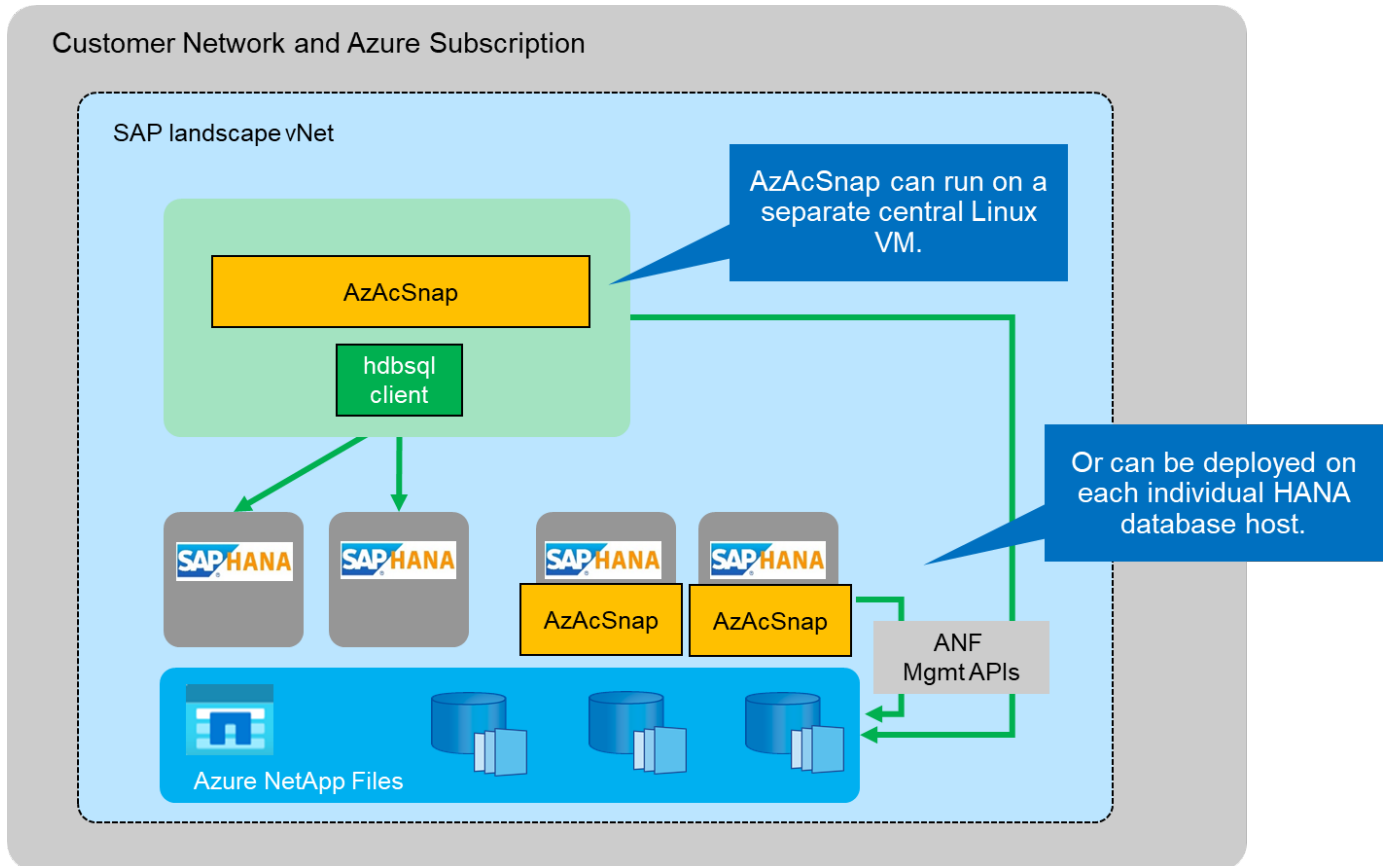 Customer Network and Azure Subscription
SAP landscape vNet
AzAcSnap can run on a
separate central Linux
VM.
AzAcSnap
hdbsql
client
Or can be deployed on
each individual HANA
database host.
SAP HANA
SAP HANA
SAP HANA
SAP HANA
AzAcSnap
AzAcSnap
ANF
Mgmt APIs
Azure NetApp Files